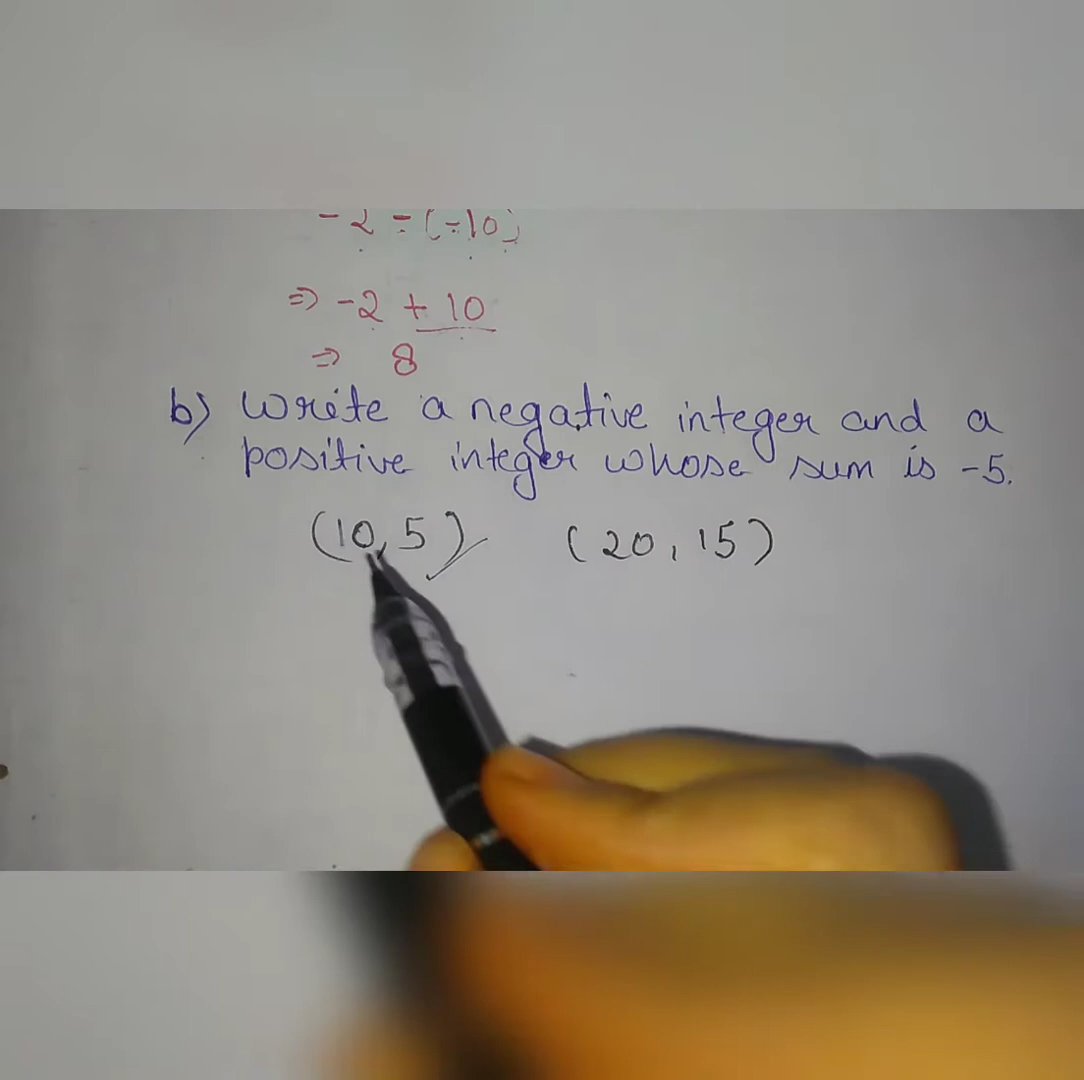 -2 - (-10)
⇒ -2 + 10
⇒ 8
b) Write a negative integer and a
positive integer whose sum is -5.
(10, 5) (20, 15)